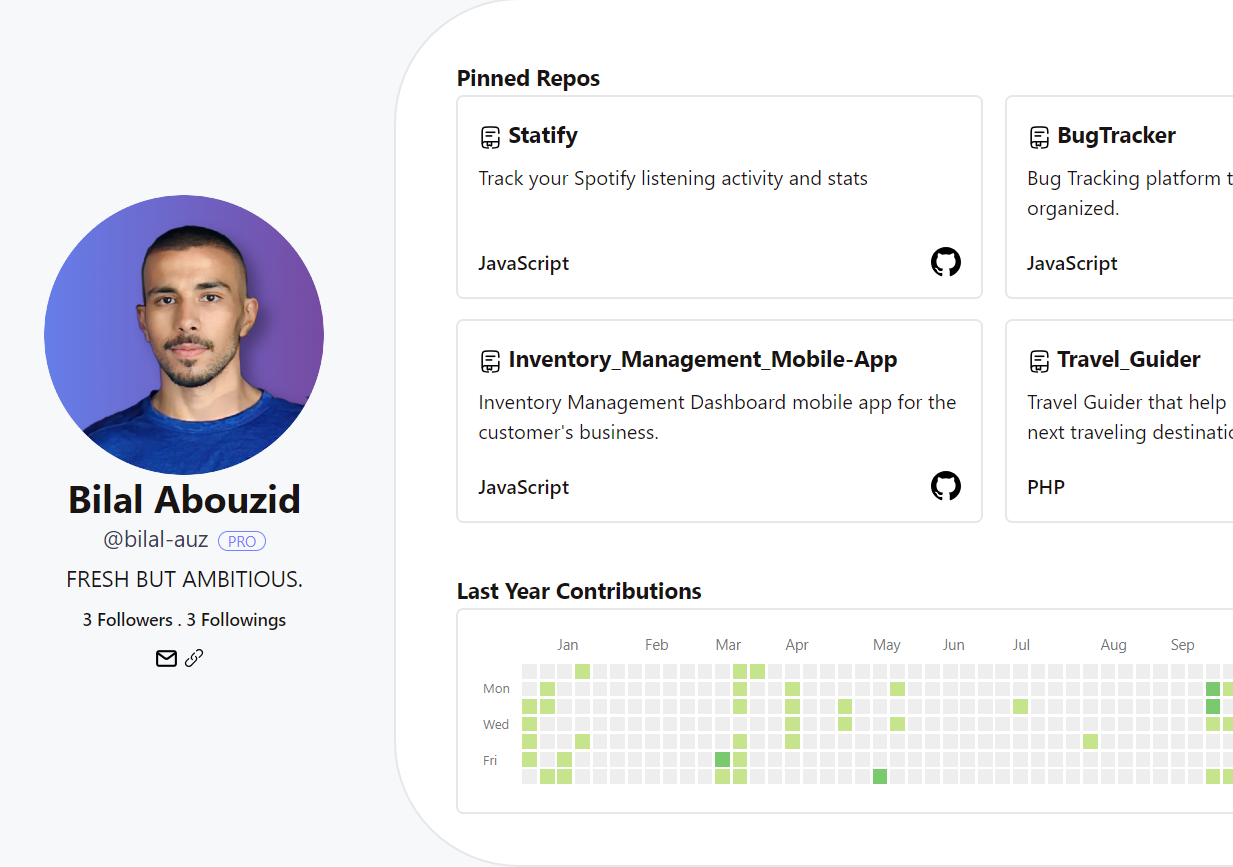 Bilal Abouzid
@bilal-auz PRO
FRESH BUT AMBITIOUS.
3 Followers . 3 Followings
Pinned Repos
Statify
Track your Spotify listening activity and stats
JavaScript
BugTracker
Bug Tracking platform t
organized.
JavaScript
Inventory_Management_Mobile-App
Inventory Management Dashboard mobile app for the
customer's business.
JavaScript
Travel_Guider
Travel Guider that help
next traveling destinatio
PHP
Last Year Contributions
Jan Feb Mar Apr May Jun Jul Aug Sep
Mon
Wed
Fri